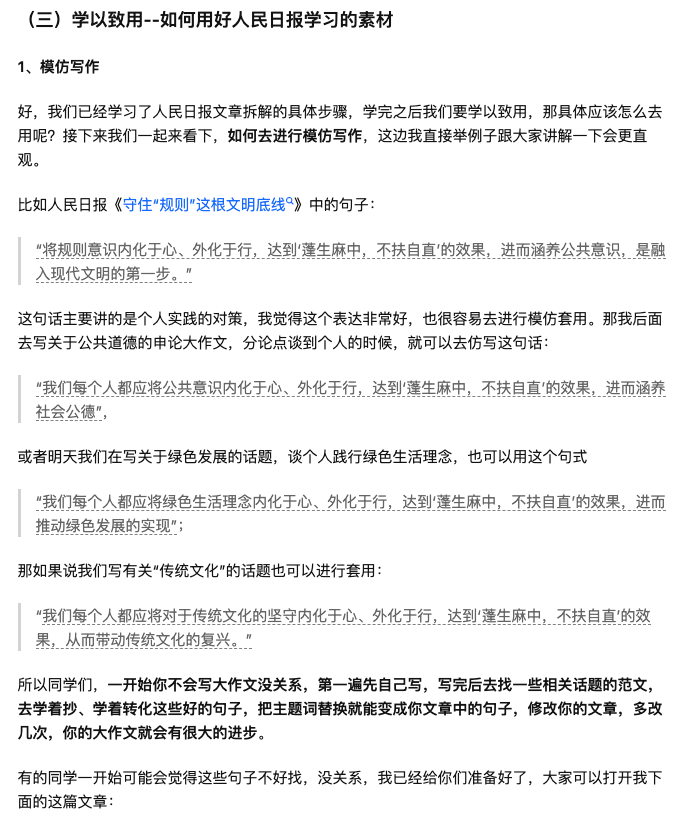 （三）学以致用--如何用好人民日报学习的素材
1、模仿写作
好，我们已经学习了人民日报文章拆解的具体步骤，学完之后我们要学以致用，那具体应该怎么去
用呢？接下来我们一起来看下，如何去进行模仿写作，这边我直接举例子跟大家讲解一下会更直
观。
比如人民日报《守住“规则”这根文明底线》中的句子：
“将规则意识内化于心、外化于行，达到‘蓬生麻中，不扶自直’的效果，进而涵养公共意识，是融
入现代文明的第一步。”
这句话主要讲的是个人实践的对策，我觉得这个表达非常好，也很容易去进行模仿套用。那我后面
去写关于公共道德的申论大作文，分论点谈到个人的时候，就可以去仿写这句话：
“我们每个人都应将公共意识内化于心、外化于行，达到‘蓬生麻中，不扶自直’的效果，进而涵养
社会公德”，
或者明天我们在写关于绿色发展的话题，谈个人践行绿色生活理念，也可以用这个句式
“我们每个人都应将绿色生活理念内化于心、外化于行，达到‘蓬生麻中，不扶自直’的效果，进而
推动绿色发展的实现”；
那如果说我们写有关“传统文化”的话题也可以进行套用：
“我们每个人都应将对于传统文化的坚守内化于心、外化于行，达到‘蓬生麻中，不扶自直’的效
果，从而带动传统文化的复兴。”
所以同学们，一开始你不会写大作文没关系，第一遍先自己写，写完后去找一些相关话题的范文，
去学着抄、学着转化这些好的句子，把主题词替换就能变成你文章中的句子，修改你的文章，多改
几次，你的大作文就会有很大的进步。
有的同学一开始可能会觉得这些句子不好找，没关系，我已经给你们准备好了，大家可以打开我下
面的这篇文章：